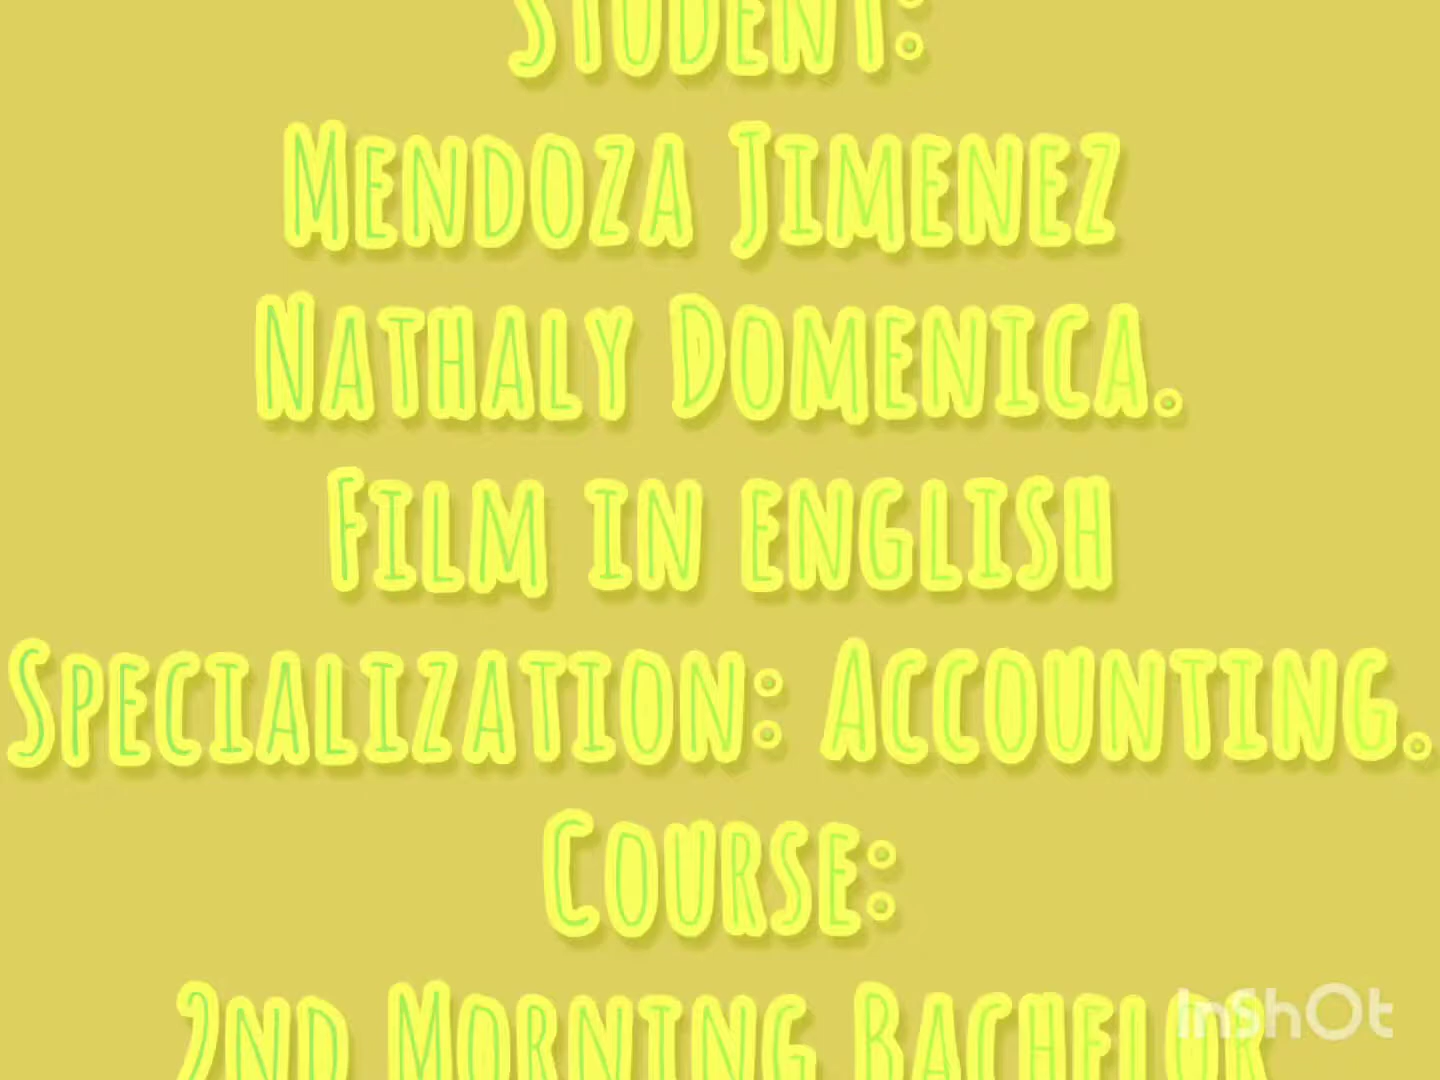 Student:
Mendoza Jimenez
Nathaly Domenica.
Film in english
Specialization: Accounting.
Course:
2nd Morning Bachelor
InShOt